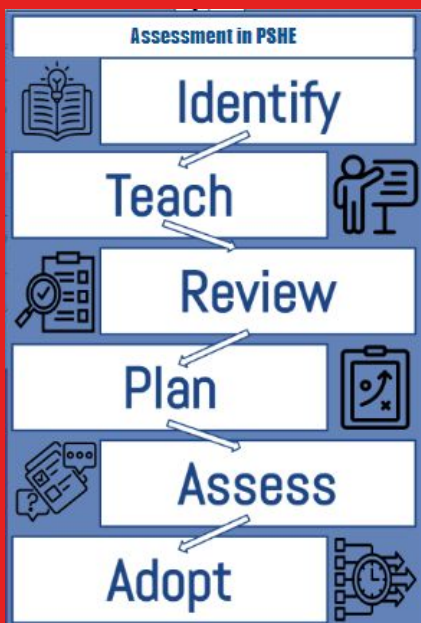 Assessment in PSHE
Identify
Teach
Review
Plan
Assess
Adopt